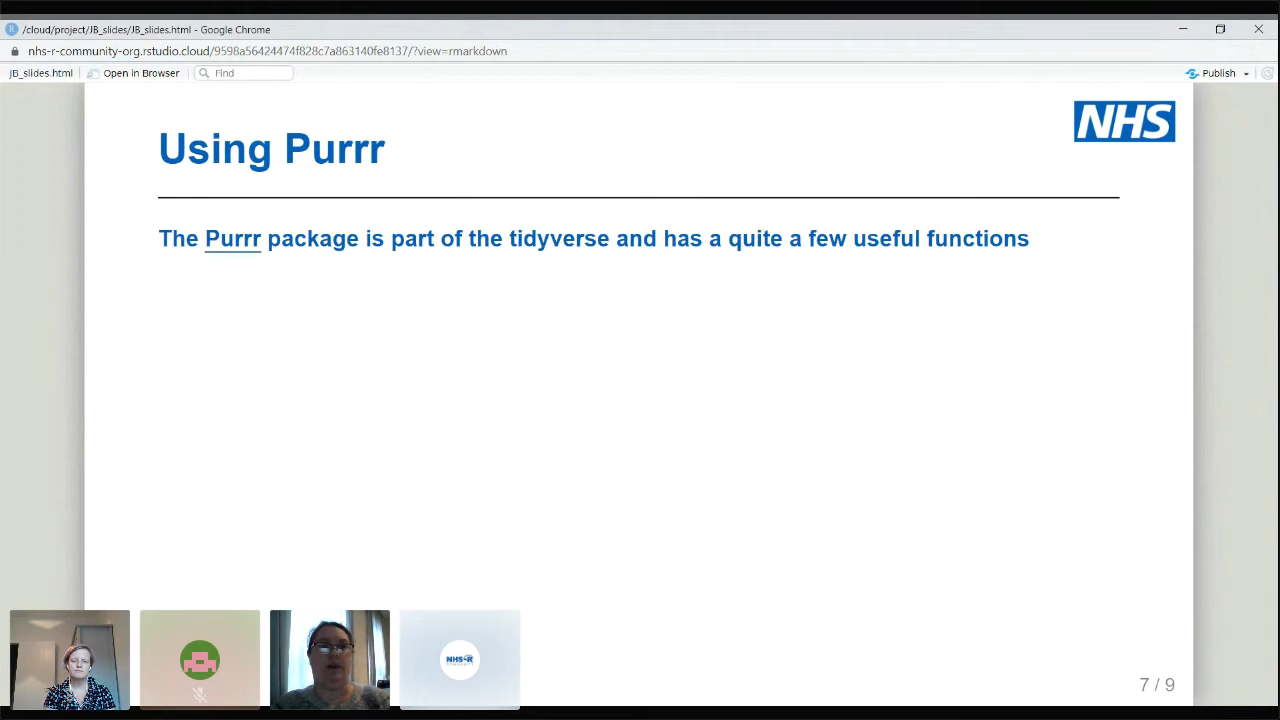 /cloud/project/JB_slides/JB_slides.html - Google Chrome
nhs-r-community-org.rstudio.cloud/9598a56424474f828c7a863140fe8137/?view=rmarkdown
JB_slides.html Open in Browser Find Publish
NHS
Using Purrr
The Purrr package is part of the tidyverse and has a quite a few useful functions
NHS-R
COMMUNITY
7 / 9